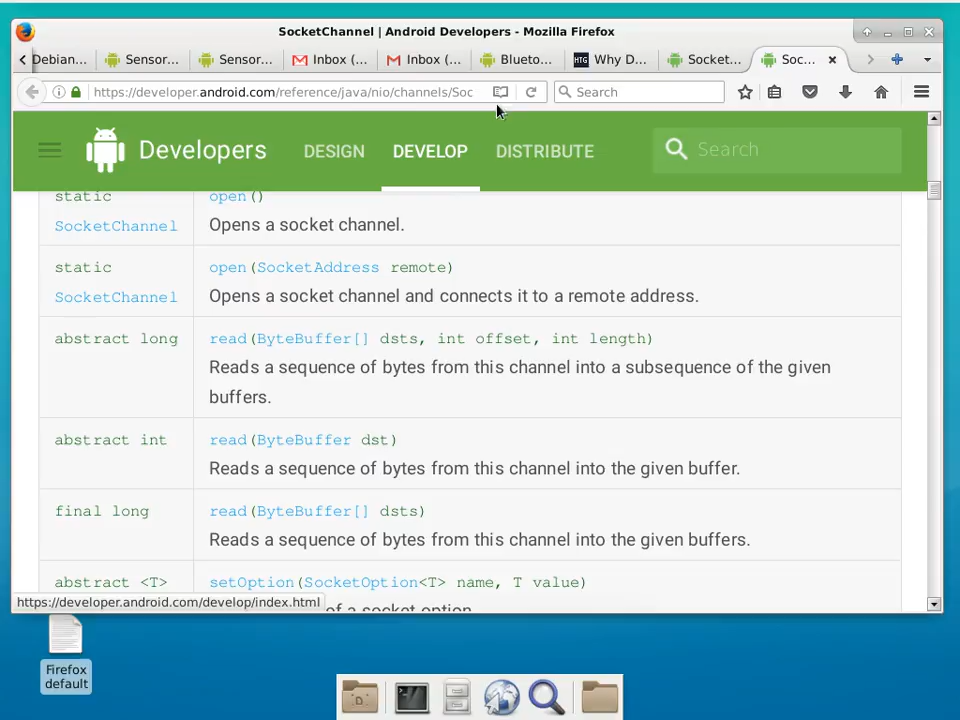 SocketChannel | Android Developers - Mozilla Firefox
Debian... Sensor... Sensor... Inbox (... Inbox (... Blueto... HTG Why D... Socket... Soc...
https://developer.android.com/reference/java/nio/channels/Soc Search
Developers DESIGN DEVELOP DISTRIBUTE Search
static open()
SocketChannel Opens a socket channel.
static open(SocketAddress remote)
SocketChannel Opens a socket channel and connects it to a remote address.
abstract long read(ByteBuffer[] dsts, int offset, int length)
Reads a sequence of bytes from this channel into a subsequence of the given
buffers.
abstract int read(ByteBuffer dst)
Reads a sequence of bytes from this channel into the given buffer.
final long read(ByteBuffer[] dsts)
Reads a sequence of bytes from this channel into the given buffers.
abstract <T> setOption(SocketOption<T> name, T value)
https://developer.android.com/develop/index.html of a socket option
Firefox
default